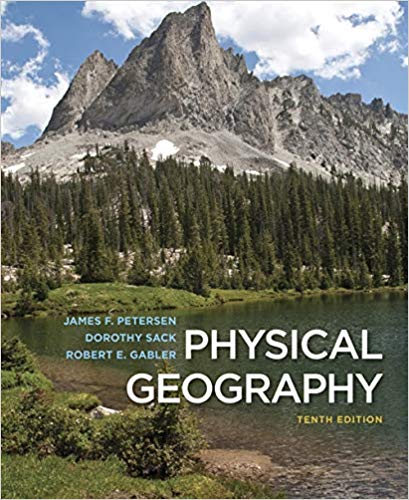 JAMES F. PETERSEN
DOROTHY SACK
ROBERT E. GABLER
PHYSICAL
GEOGRAPHY
TENTH EDITION